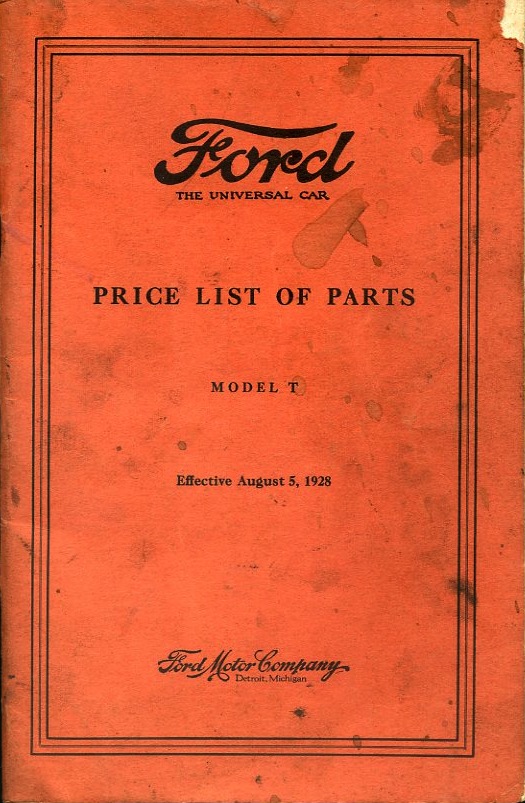 Ford
THE UNIVERSAL CAR
PRICE LIST OF PARTS
MODEL T
Effective August 5, 1928
Ford Motor Company
Detroit, Michigan